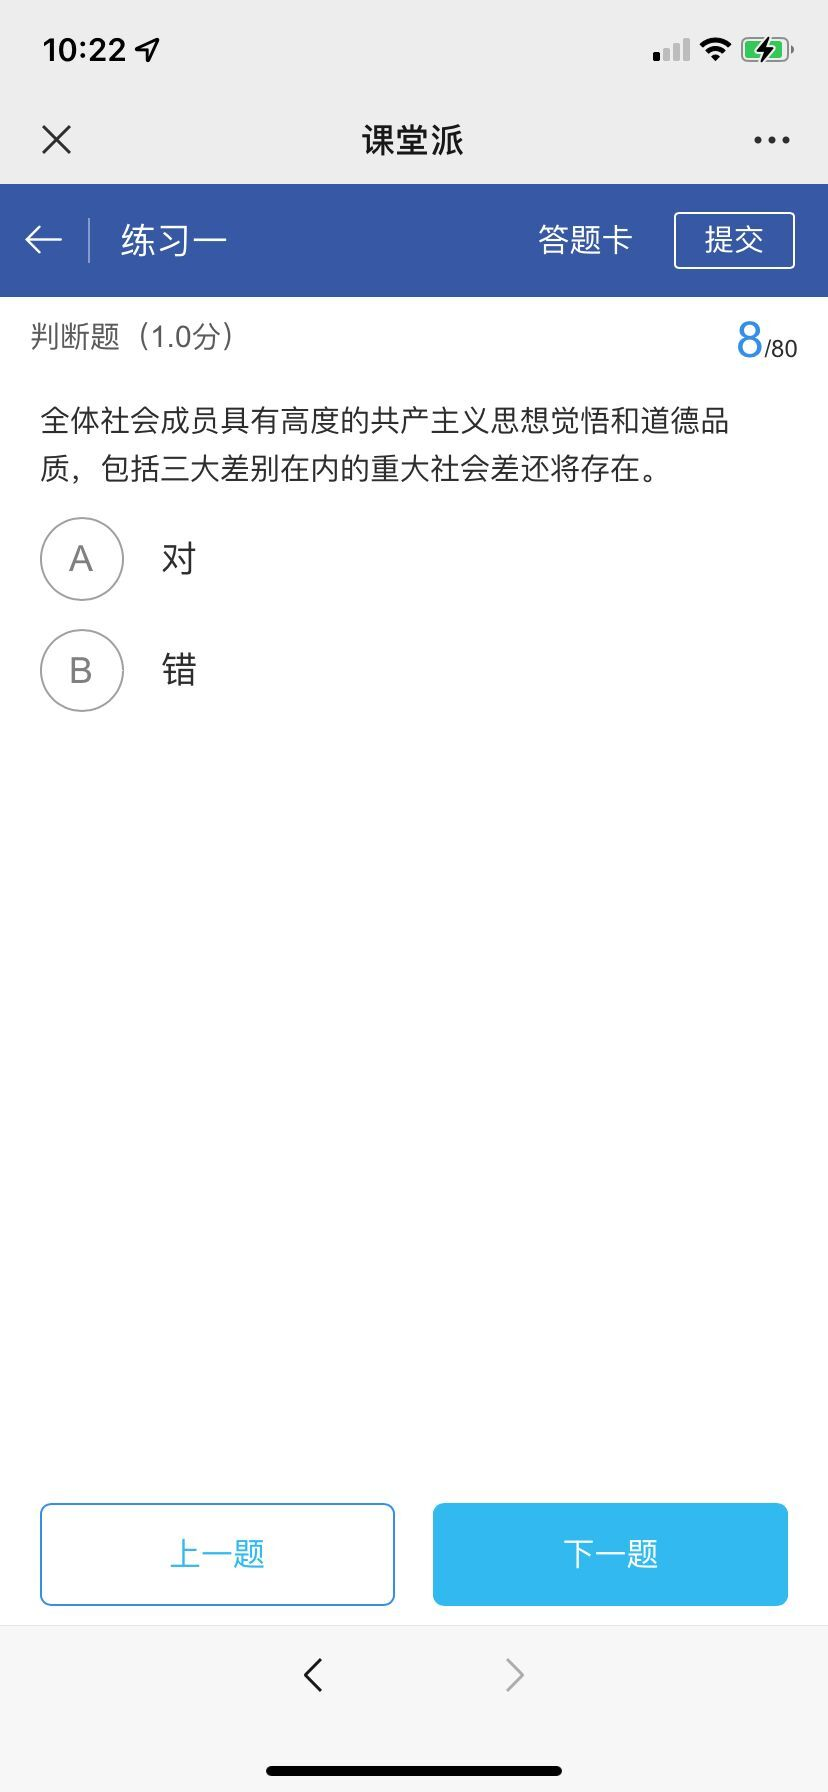 10:22
课堂派
练习一
答题卡
提交
判断题（1.0分）
8/80
全体社会成员具有高度的共产主义思想觉悟和道德品
质，包括三大差别在内的重大社会差还将存在。
A 对
B 错
上一题
下一题